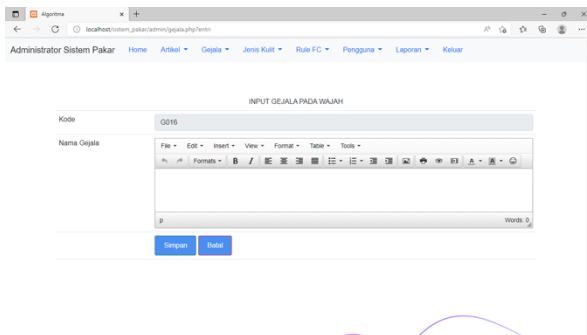 Algoritma
localhost/sistem_pakar/admin/gejala.php?entri
Administrator Sistem Pakar Home Artikel Gejala Jenis Kulit Rule FC Pengguna Laporan Keluar
INPUT GEJALA PADA WAJAH
Kode G016
Nama Gejala File Edit Insert View Format Table Tools
Formats B I A A
p Words: 0
Simpan Batal